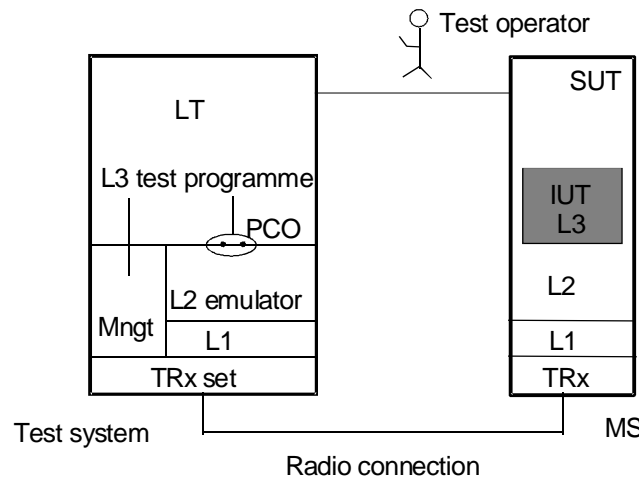 Test operator
SUT
LT
L3 test programme
IUT
L3
PCO
L2 emulator
L2
Mngt
L1
L1
TRx set
TRx
Test system
MS
Radio connection